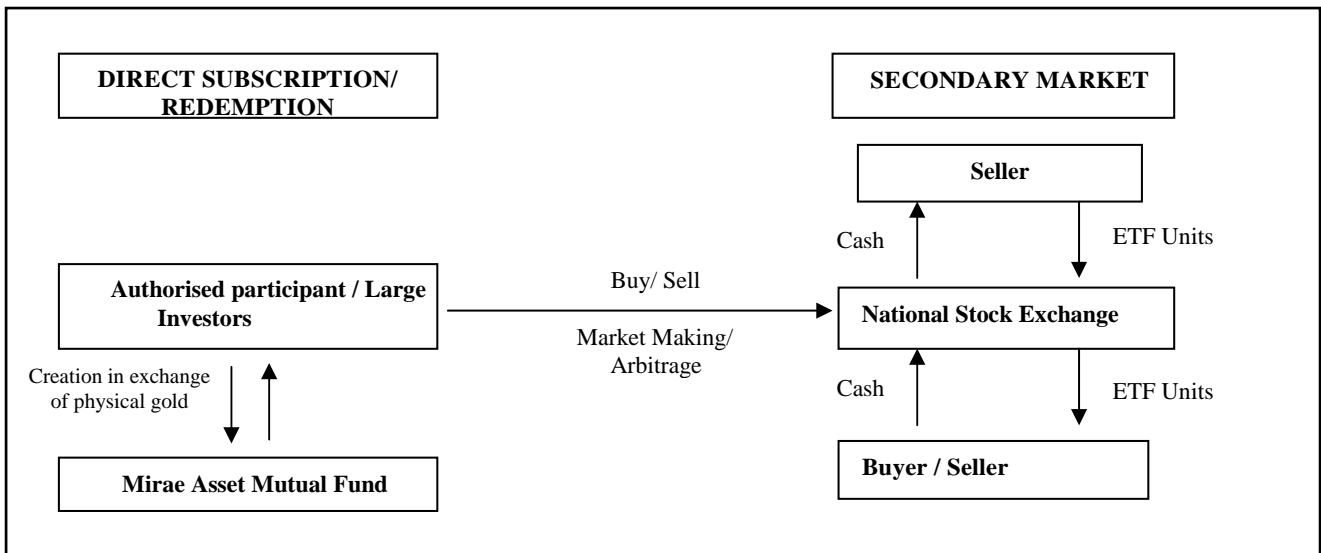 DIRECT SUBSCRIPTION/
REDEMPTION
SECONDARY MARKET
Seller
Cash
ETF Units
Authorised participant / Large
Investors
Buy/ Sell
Market Making/
Arbitrage
National Stock Exchange
Creation in exchange
of physical gold
Cash
ETF Units
Mirae Asset Mutual Fund
Buyer / Seller